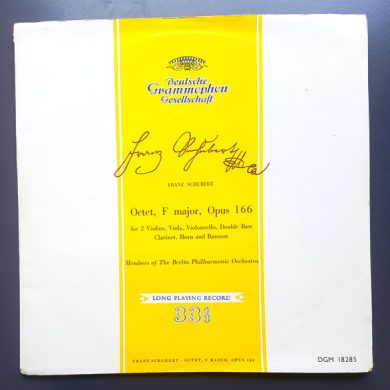 Deutsche
Grammophon
Gesellschaft
Franz Schubert
FRANZ SCHUBERT
Octet, F major, Opus 166
for 2 Violins, Viola, Violoncello, Double Bass
Clarinet, Horn and Bassoon
Members of The Berlin Philharmonic Orchestra
LONG PLAYING RECORD
33⅓
FRANZ SCHUBERT · OCTET, F MAJOR, OPUS 166
DGM 18285